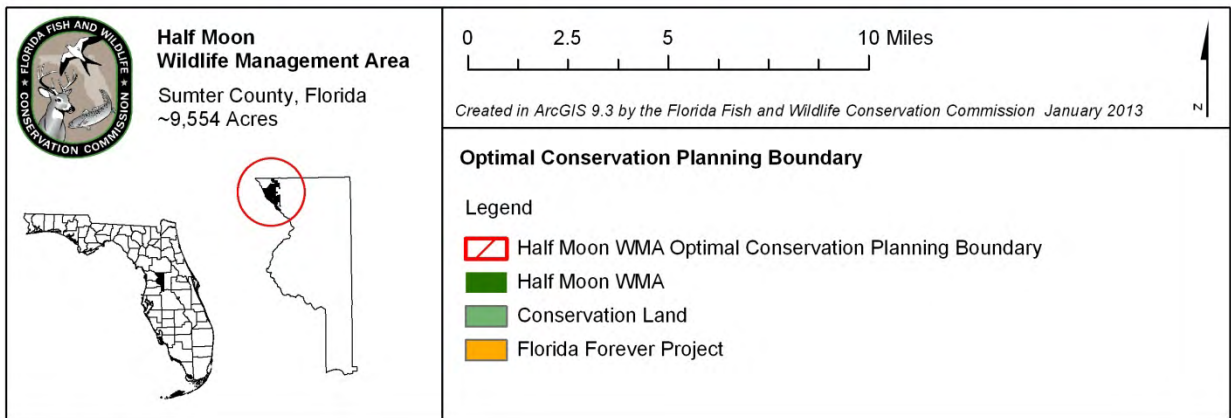 FLORIDA FISH AND WILDLIFE
CONSERVATION COMMISSION
Half Moon
Wildlife Management Area
Sumter County, Florida
~9,554 Acres
0 2.5 5 10 Miles
Created in ArcGIS 9.3 by the Florida Fish and Wildlife Conservation Commission January 2013
N
Optimal Conservation Planning Boundary
Legend
Half Moon WMA Optimal Conservation Planning Boundary
Half Moon WMA
Conservation Land
Florida Forever Project